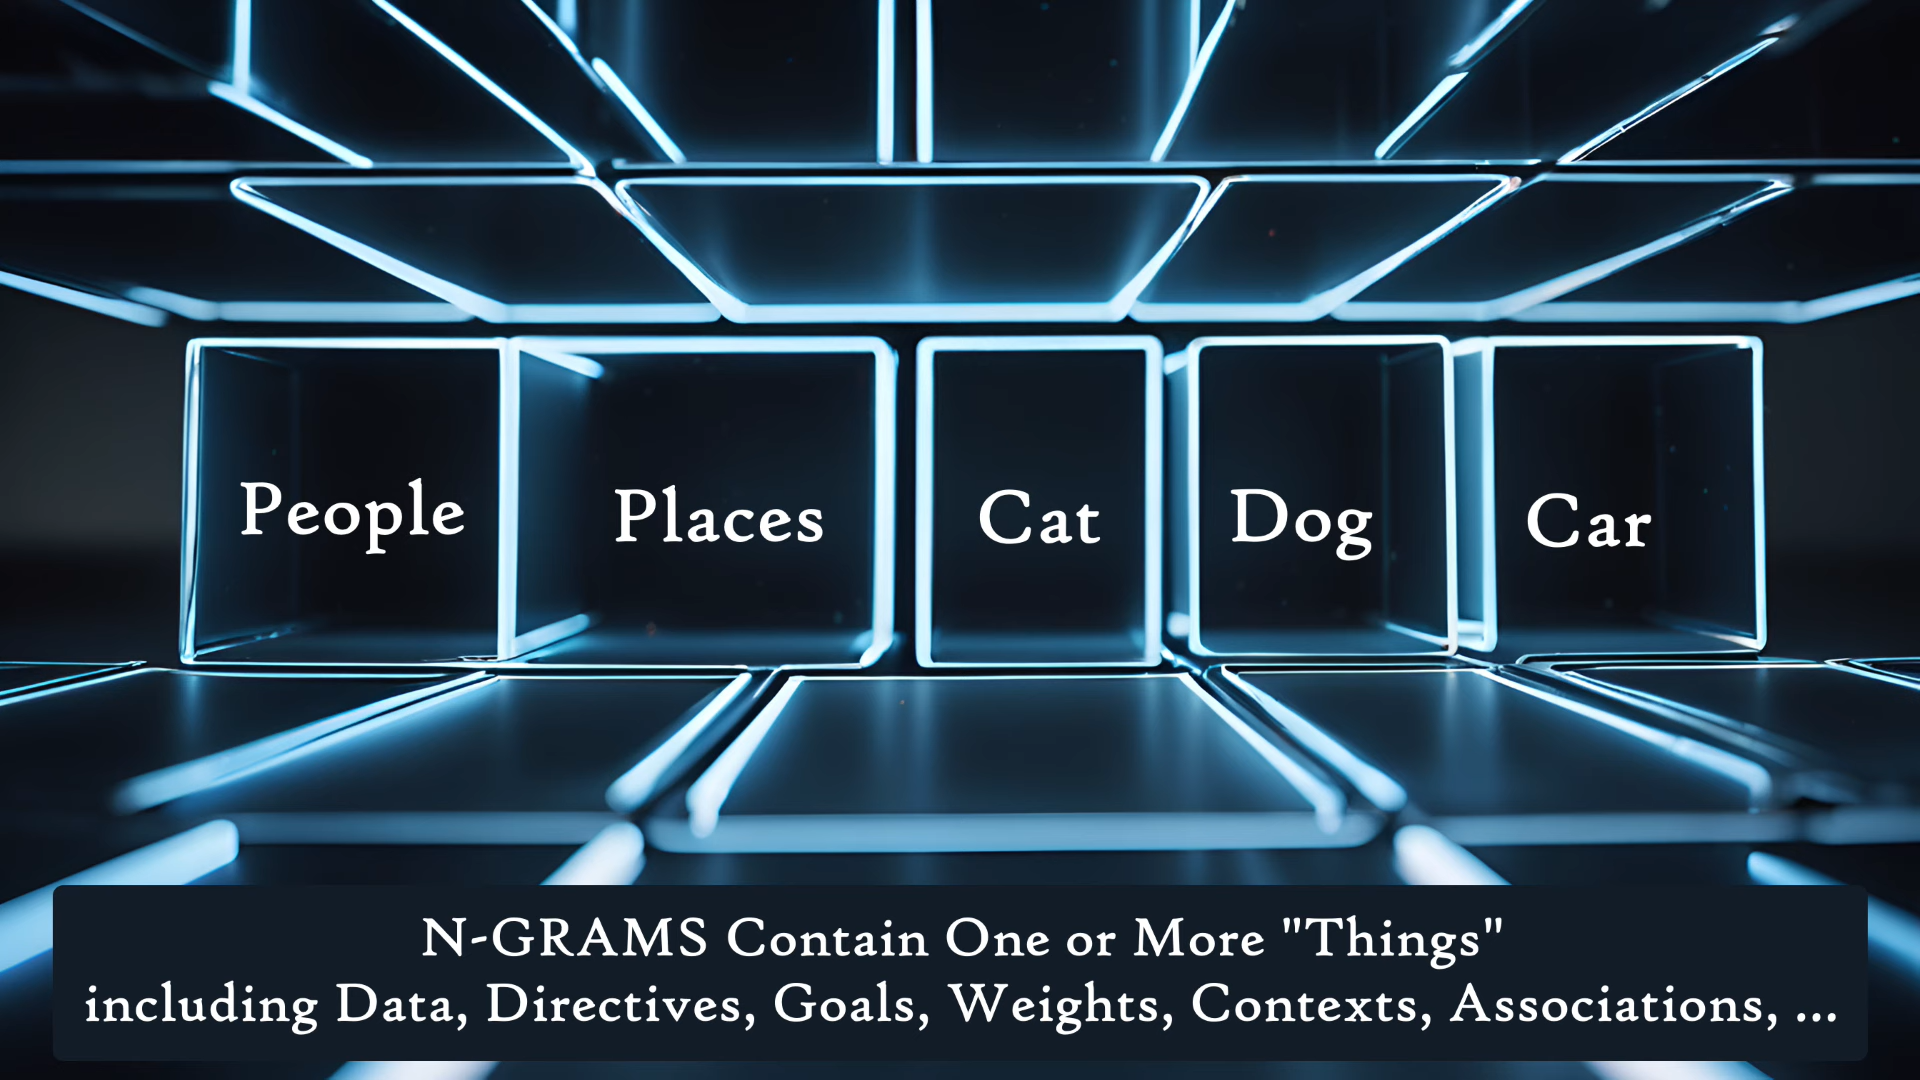 People Places Cat Dog Car
N-GRAMS Contain One or More "Things"
including Data, Directives, Goals, Weights, Contexts, Associations, ...